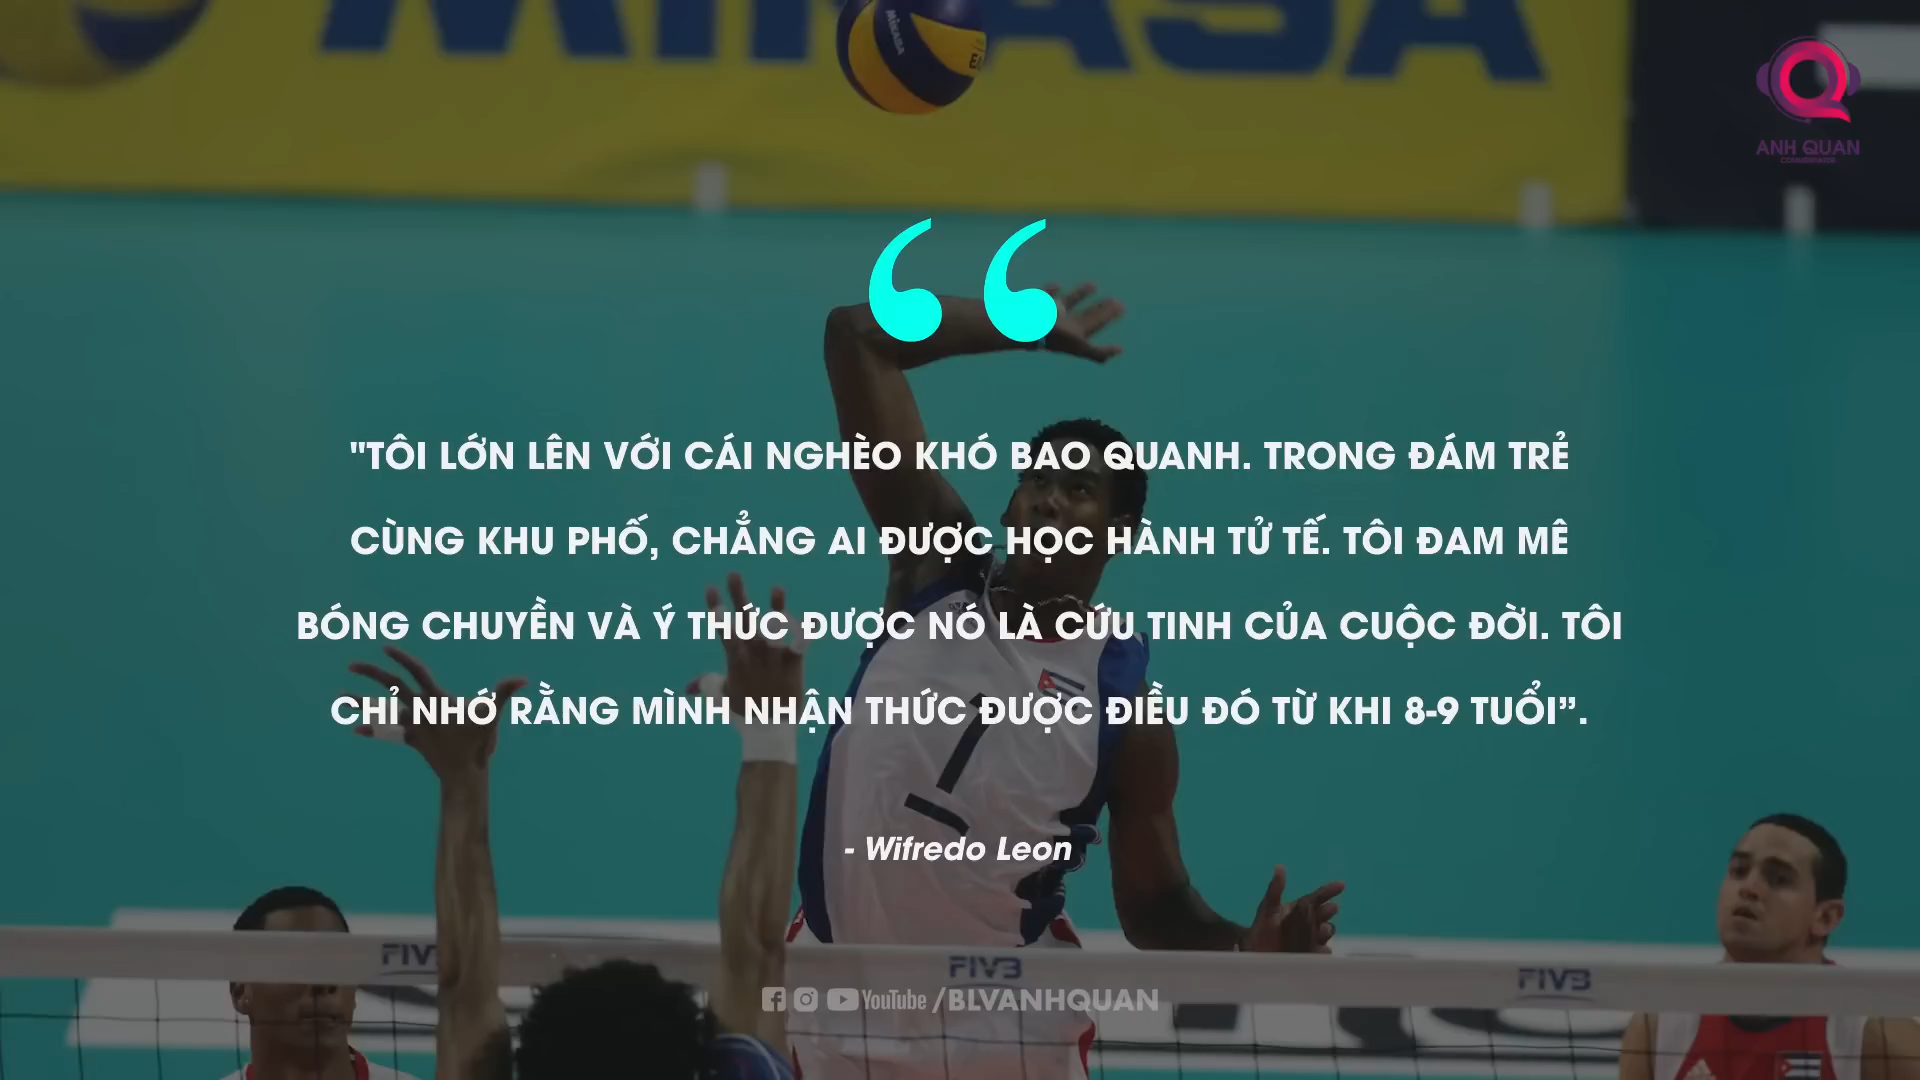 MIKASA
MIKASA
ANH QUAN
"TÔI LỚN LÊN VỚI CÁI NGHÈO KHÓ BAO QUANH. TRONG ĐÁM TRẺ
CÙNG KHU PHỐ, CHẲNG AI ĐƯỢC HỌC HÀNH TỬ TẾ. TÔI ĐAM MÊ
BÓNG CHUYỀN VÀ Ý THỨC ĐƯỢC NÓ LÀ CỨU TINH CỦA CUỘC ĐỜI. TÔI
CHỈ NHỚ RẰNG MÌNH NHẬN THỨC ĐƯỢC ĐIỀU ĐÓ TỪ KHI 8-9 TUỔI”.
1
- Wifredo Leon
FIVB
FIVB
FIVB
YouTube /BLVANHQUAN